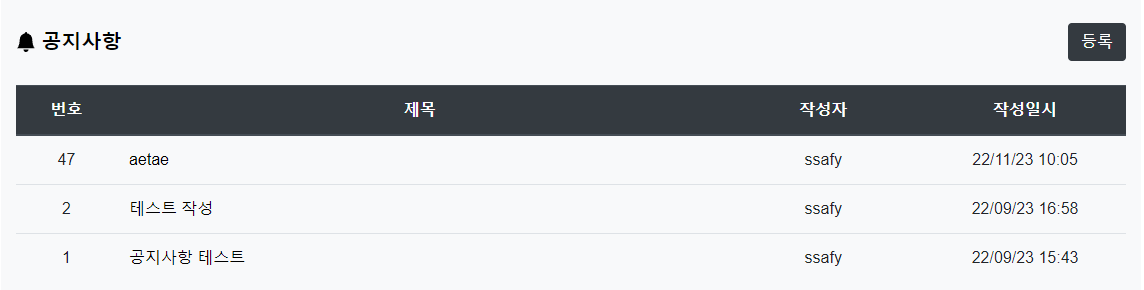 공지사항 등록
번호 제목 작성자 작성일시
47 aetae ssafy 22/11/23 10:05
2 테스트 작성 ssafy 22/09/23 16:58
1 공지사항 테스트 ssafy 22/09/23 15:43